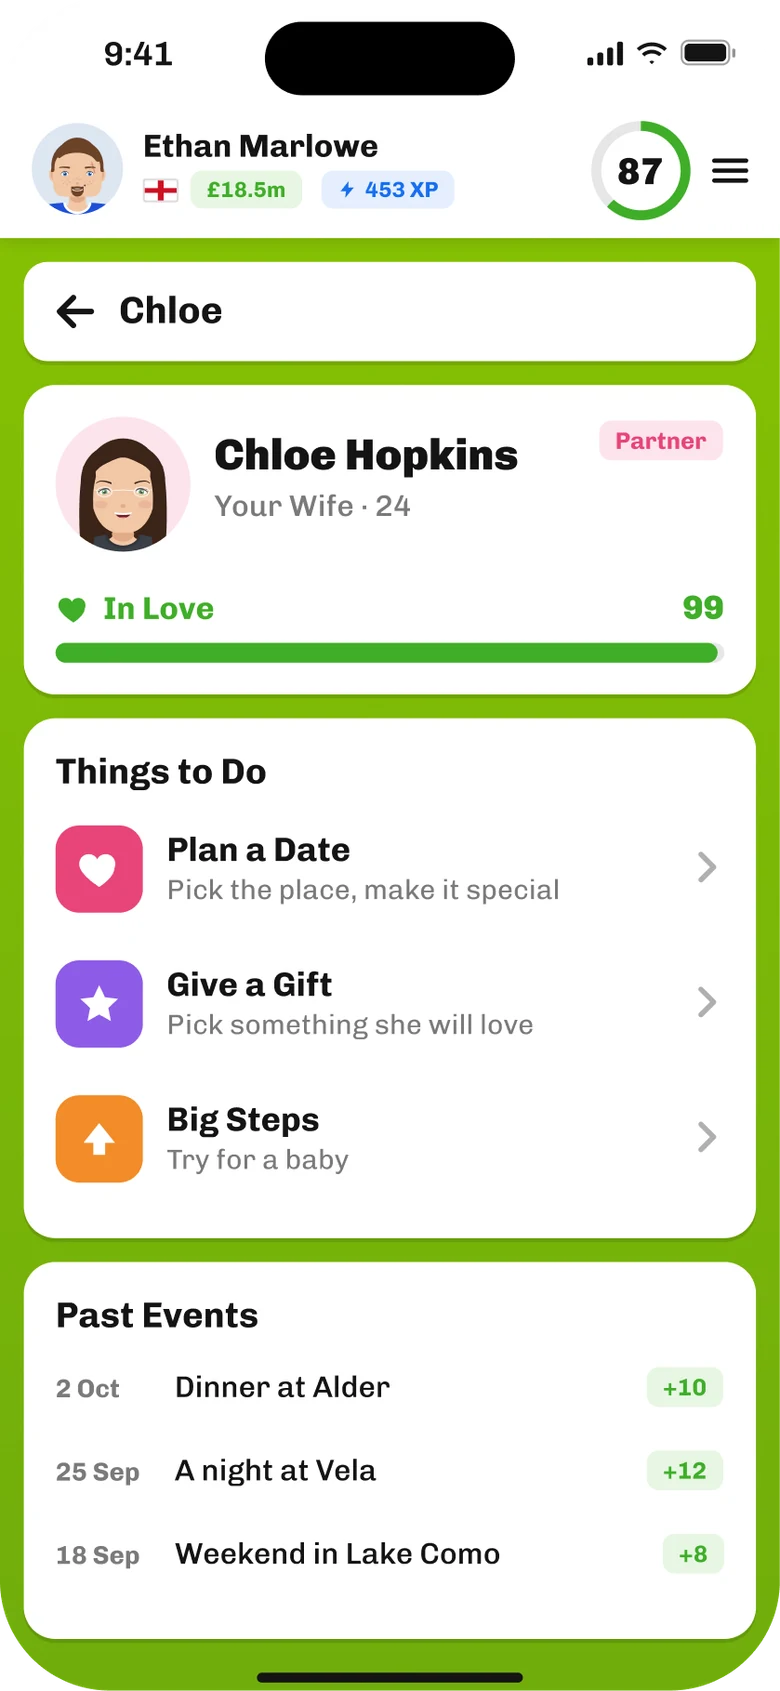 9:41
Ethan Marlowe
£18.5m
453 XP
87
Chloe
Chloe Hopkins
Partner
Your Wife · 24
In Love
99
Things to Do
Plan a Date
Pick the place, make it special
Give a Gift
Pick something she will love
Big Steps
Try for a baby
Past Events
2 Oct Dinner at Alder +10
25 Sep A night at Vela +12
18 Sep Weekend in Lake Como +8